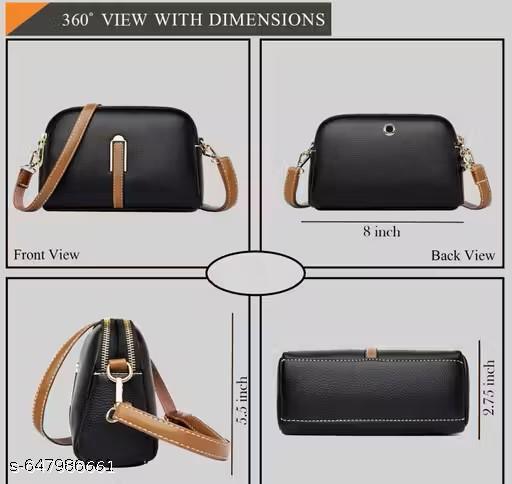 360° VIEW WITH DIMENSIONS
Front View
8 inch
Back View
5.5 inch
2.75 inch
s-647986661